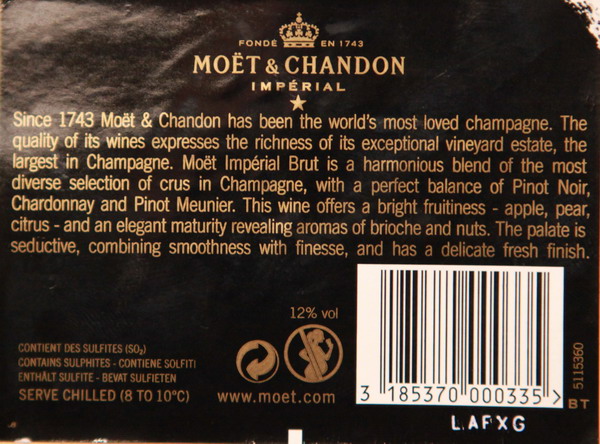 FONDÉ EN 1743
MOËT & CHANDON
IMPÉRIAL
Since 1743 Moët & Chandon has been the world's most loved champagne. The
quality of its wines expresses the richness of its exceptional vineyard estate, the
largest in Champagne. Moët Impérial Brut is a harmonious blend of the most
diverse selection of crus in Champagne, with a perfect balance of Pinot Noir,
Chardonnay and Pinot Meunier. This wine offers a bright fruitiness - apple, pear,
citrus - and an elegant maturity revealing aromas of brioche and nuts. The palate is
seductive, combining smoothness with finesse, and has a delicate fresh finish.
12% vol
CONTIENT DES SULFITES (SO₂)
CONTAINS SULPHITES - CONTIENE SOLFITI
ENTHÄLT SULFITE - BEVAT SULFIETEN
SERVE CHILLED (8 TO 10°C)
www.moet.com
3 185370 000335 >
BT
5115360
L.AFXG